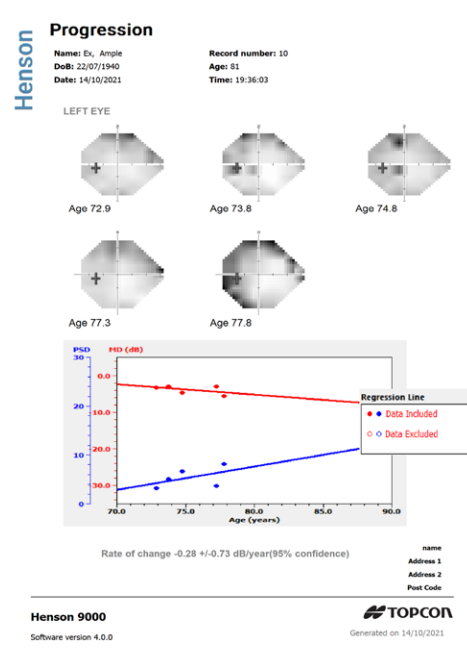 Henson
Progression
Name: Ex, Ample
Record number: 10
DoB: 22/07/1940
Age: 81
Date: 14/10/2021
Time: 19:36:03
LEFT EYE
Age 72.9
Age 73.8
Age 74.8
Age 77.3
Age 77.8
PSD MD (dB)
30
0.0
20
10.0
10
20.0
0
30.0
70.0 75.0 80.0 85.0 90.0
Age (years)
Regression Line
Data Included
Data Excluded
Rate of change -0.28 +/-0.73 dB/year(95% confidence)
name
Address 1
Address 2
Post Code
Henson 9000
TOPCON
Software version 4.0.0
Generated on 14/10/2021